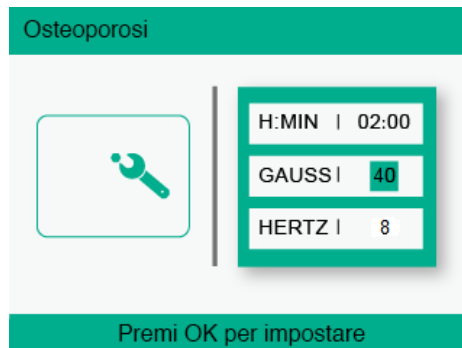 Osteoporosi
H:MIN | 02:00
GAUSS | 40
HERTZ | 8
Premi OK per impostare